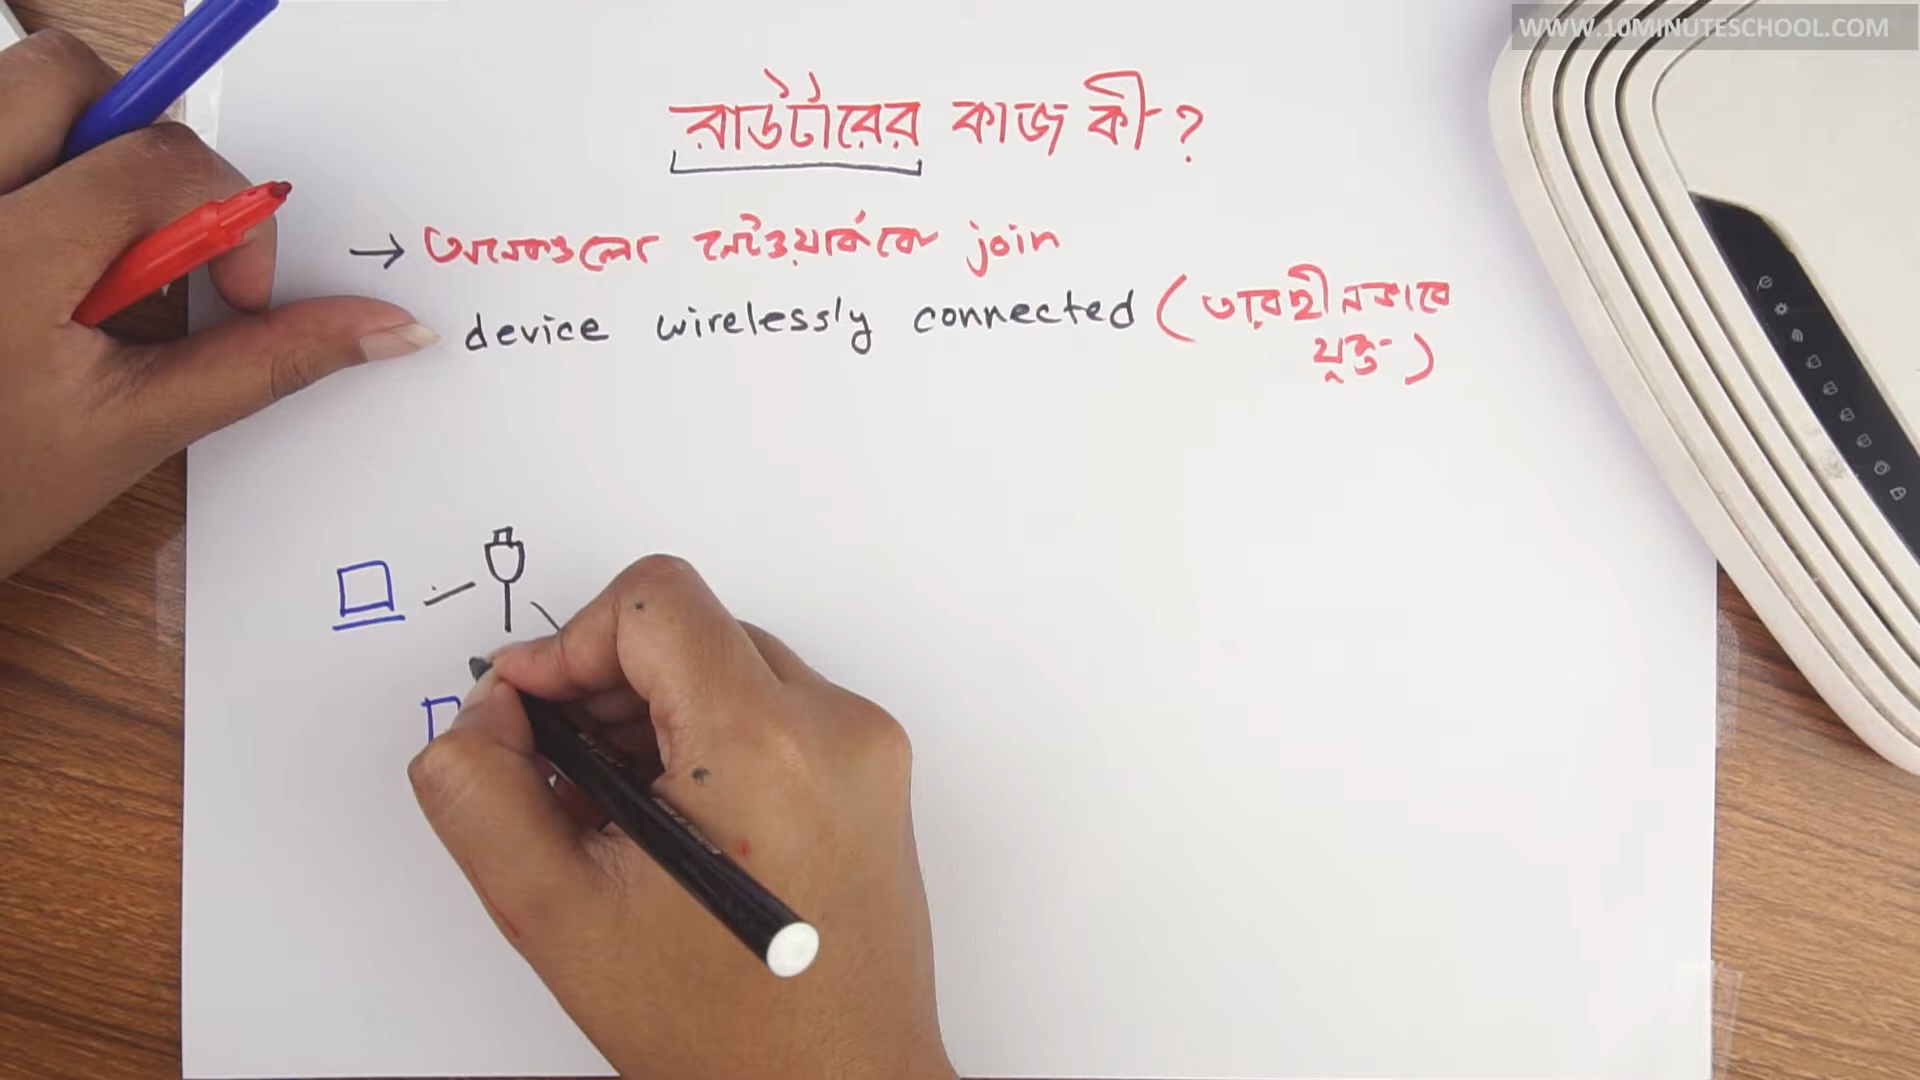 WWW.10MINUTESCHOOL.COM
রাউটারের কাজ কী?
→ অনেকগুলো নেটওয়ার্ককে join
device wirelessly connected (তারহীনভাবে
যুক্ত)